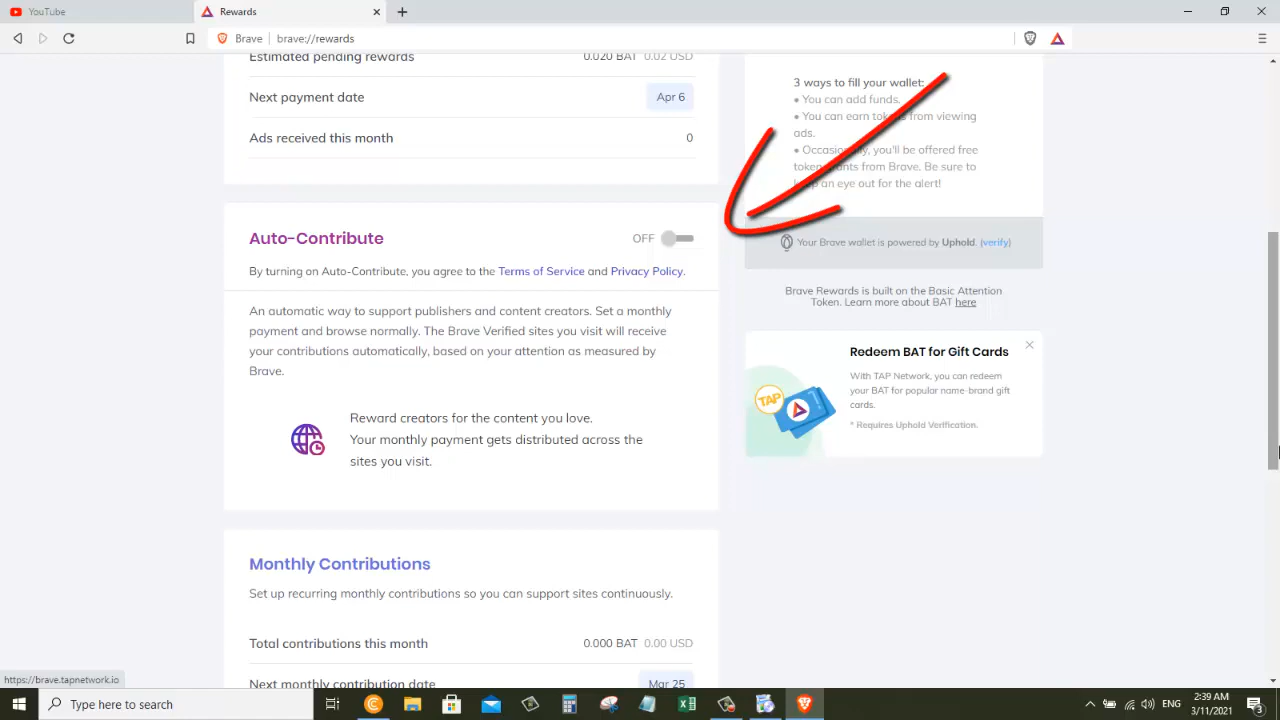 YouTube
Rewards
Brave brave://rewards
Estimated pending rewards 0.020 BAT 0.02 USD
Next payment date Apr 6
Ads received this month 0
Auto-Contribute OFF
By turning on Auto-Contribute, you agree to the Terms of Service and Privacy Policy.
An automatic way to support publishers and content creators. Set a monthly
payment and browse normally. The Brave Verified sites you visit will receive
your contributions automatically, based on your attention as measured by
Brave.
Reward creators for the content you love.
Your monthly payment gets distributed across the
sites you visit.
Monthly Contributions
Set up recurring monthly contributions so you can support sites continuously.
Total contributions this month 0.000 BAT 0.00 USD
Next monthly contribution date Mar 25
3 ways to fill your wallet:
• You can add funds.
• You can earn tokens from viewing
ads.
• Occasionally, you'll be offered free
token grants from Brave. Be sure to
keep an eye out for the alert!
Your Brave wallet is powered by Uphold. (verify)
Brave Rewards is built on the Basic Attention
Token. Learn more about BAT here
Redeem BAT for Gift Cards
With TAP Network, you can redeem
your BAT for popular name-brand gift
cards.
* Requires Uphold Verification.
TAP
https://brave.tapnetwork.io
Type here to search
ENG
2:39 AM
3/11/2021
3